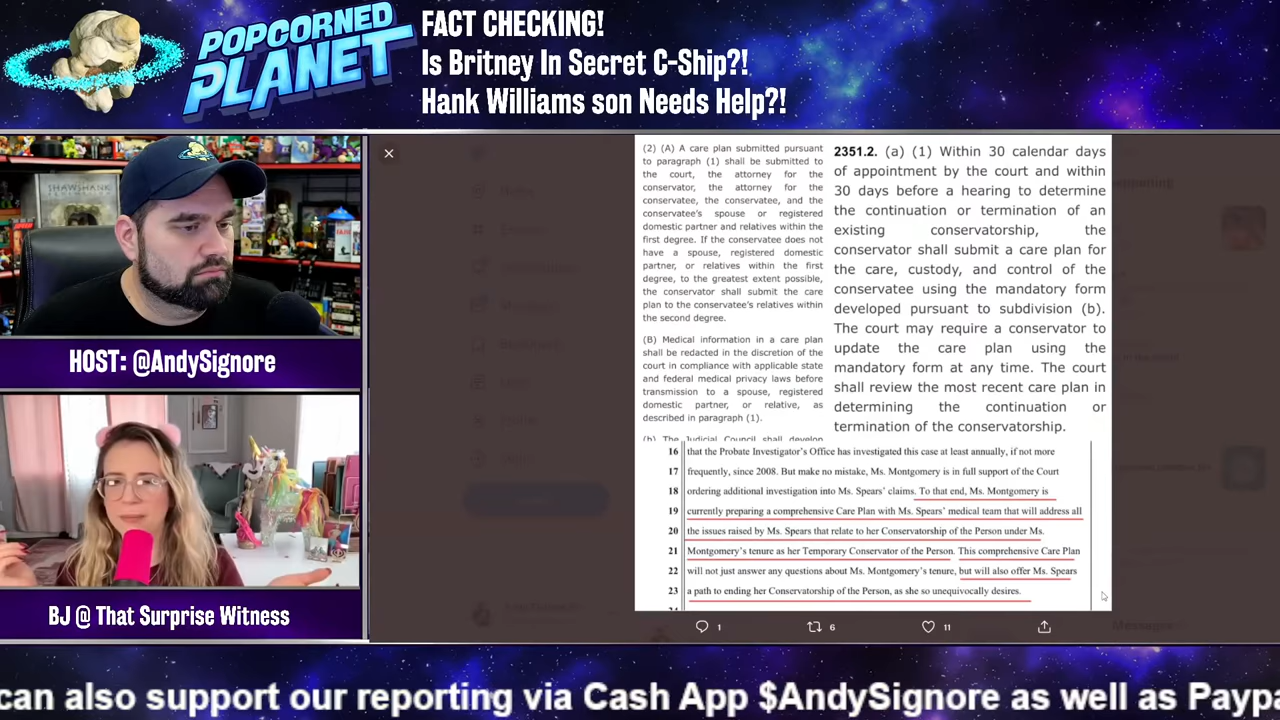 POPCORNED
PLANET
FACT CHECKING!
Is Britney In Secret C-Ship?!
Hank Williams son Needs Help?!
SHAWSHANK
HOST: @AndySignore
BJ @ That Surprise Witness
(2) (A) A care plan submitted pursuant
to paragraph (1) shall be submitted to
the court, the attorney for the
conservator, the attorney for the
conservatee, the conservatee, and the
conservatee's spouse or registered
domestic partner and relatives within the
first degree. If the conservatee does not
have a spouse, registered domestic
partner, or relatives within the first
degree, to the greatest extent possible,
the conservator shall submit the care
plan to the conservatee's relatives within
the second degree.
(B) Medical information in a care plan
shall be redacted in the discretion of the
court in compliance with applicable state
and federal medical privacy laws before
transmission to a spouse, registered
domestic partner, or relative, as
described in paragraph (1).
(b) The Judicial Council shall develop
2351.2. (a) (1) Within 30 calendar days
of appointment by the court and within
30 days before a hearing to determine
the continuation or termination of an
existing conservatorship, the
conservator shall submit a care plan for
the care, custody, and control of the
conservatee using the mandatory form
developed pursuant to subdivision (b).
The court may require a conservator to
update the care plan using the
mandatory form at any time. The court
shall review the most recent care plan in
determining the continuation or
termination of the conservatorship.
16 that the Probate Investigator's Office has investigated this case at least annually, if not more
17 frequently, since 2008. But make no mistake, Ms. Montgomery is in full support of the Court
18 ordering additional investigation into Ms. Spears' claims. To that end, Ms. Montgomery is
19 currently preparing a comprehensive Care Plan with Ms. Spears' medical team that will address all
20 the issues raised by Ms. Spears that relate to her Conservatorship of the Person under Ms.
21 Montgomery's tenure as her Temporary Conservator of the Person. This comprehensive Care Plan
22 will not just answer any questions about Ms. Montgomery's tenure, but will also offer Ms. Spears
23 a path to ending her Conservatorship of the Person, as she so unequivocally desires.
1 6 11
can also support our reporting via Cash App $AndySignore as well as Paypa